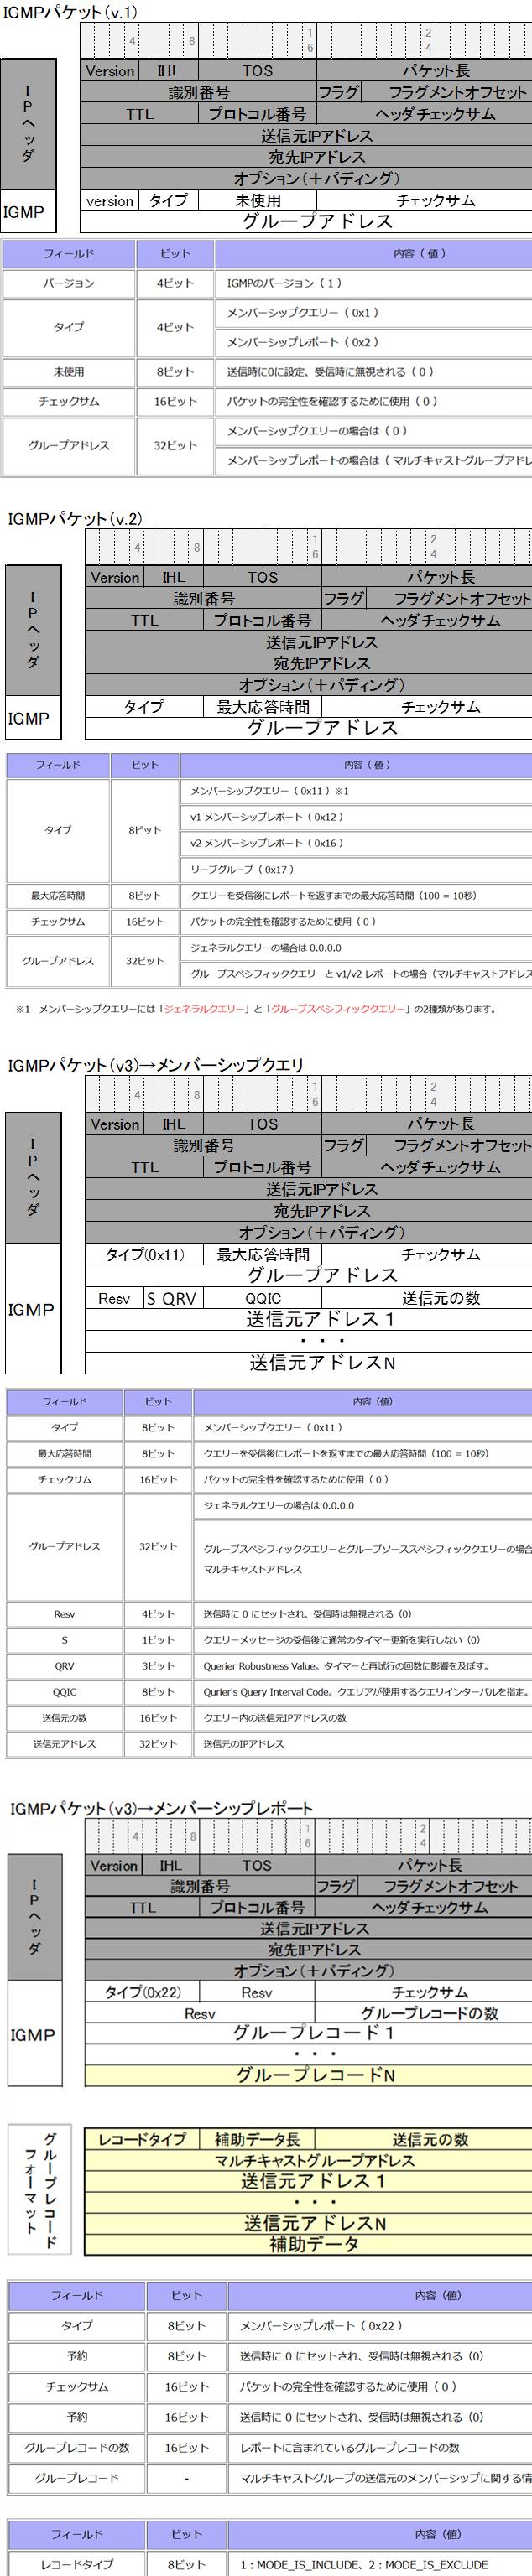 IGMPパケット(v.1)
4 8 16 24
IPヘッダ
Version IHL TOS パケット長
識別番号 フラグ フラグメントオフセット
TTL プロトコル番号 ヘッダチェックサム
送信元IPアドレス
宛先IPアドレス
オプション(+パディング)
IGMP
version タイプ 未使用 チェックサム
グループアドレス
フィールド ビット 内容 ( 値 )
バージョン 4ビット IGMPのバージョン ( 1 )
タイプ 4ビット メンバーシップクエリー ( 0x1 )
メンバーシップレポート ( 0x2 )
未使用 8ビット 送信時に0に設定、受信時に無視される ( 0 )
チェックサム 16ビット パケットの完全性を確認するために使用 ( 0 )
グループアドレス 32ビット メンバーシップクエリーの場合は ( 0 )
メンバーシップレポートの場合は ( マルチキャストグループアドレ
IGMPパケット(v.2)
4 8 16 24
IPヘッダ
Version IHL TOS パケット長
識別番号 フラグ フラグメントオフセット
TTL プロトコル番号 ヘッダチェックサム
送信元IPアドレス
宛先IPアドレス
オプション(+パディング)
IGMP
タイプ 最大応答時間 チェックサム
グループアドレス
フィールド ビット 内容 ( 値 )
タイプ 8ビット メンバーシップクエリー ( 0x11 ) ※1
v1 メンバーシップレポート ( 0x12 )
v2 メンバーシップレポート ( 0x16 )
リーブグループ ( 0x17 )
最大応答時間 8ビット クエリーを受信後にレポートを返すまでの最大応答時間 (100 = 10秒)
チェックサム 16ビット パケットの完全性を確認するために使用 ( 0 )
グループアドレス 32ビット ジェネラルクエリーの場合は 0.0.0.0
グループスペシフィッククエリーと v1/v2 レポートの場合 (マルチキャストアドレス
※1 メンバーシップクエリーには「ジェネラルクエリー」と「グループスペシフィッククエリー」の2種類があります。
IGMPパケット(v3)→メンバーシップクエリ
4 8 16 24
IPヘッダ
Version IHL TOS パケット長
識別番号 フラグ フラグメントオフセット
TTL プロトコル番号 ヘッダチェックサム
送信元IPアドレス
宛先IPアドレス
オプション(+パディング)
IGMP
タイプ(0x11) 最大応答時間 チェックサム
グループアドレス
Resv S QRV QQIC 送信元の数
送信元アドレス1
・・・
送信元アドレスN
フィールド ビット 内容 (値)
タイプ 8ビット メンバーシップクエリー ( 0x11 )
最大応答時間 8ビット クエリーを受信後にレポートを返すまでの最大応答時間 (100 = 10秒)
チェックサム 16ビット パケットの完全性を確認するために使用 ( 0 )
グループアドレス 32ビット ジェネラルクエリーの場合は 0.0.0.0
グループスペシフィッククエリーとグループソーススペシフィッククエリーの場合
マルチキャストアドレス
Resv 4ビット 送信時に 0 にセットされ、受信時は無視される (0)
S 1ビット クエリーメッセージの受信後に通常のタイマー更新を実行しない (0)
QRV 3ビット Querier Robustness Value。タイマーと再試行の回数に影響を及ぼす。
QQIC 8ビット Qurier's Query Interval Code。クエリアが使用するクエリインターバルを指定。
送信元の数 16ビット クエリー内の送信元IPアドレスの数
送信元アドレス 32ビット 送信元のIPアドレス
IGMPパケット(v3)→メンバーシップレポート
4 8 16 24
IPヘッダ
Version IHL TOS パケット長
識別番号 フラグ フラグメントオフセット
TTL プロトコル番号 ヘッダチェックサム
送信元IPアドレス
宛先IPアドレス
オプション(+パディング)
IGMP
タイプ(0x22) Resv チェックサム
Resv グループレコードの数
グループレコード1
・・・
グループレコードN
グループレコード
フォーマット
レコードタイプ 補助データ長 送信元の数
マルチキャストグループアドレス
送信元アドレス1
・・・
送信元アドレスN
補助データ
フィールド ビット 内容 (値)
タイプ 8ビット メンバーシップレポート ( 0x22 )
予約 8ビット 送信時に 0 にセットされ、受信時は無視される (0)
チェックサム 16ビット パケットの完全性を確認するために使用 ( 0 )
予約 16ビット 送信時に 0 にセットされ、受信時は無視される (0)
グループレコードの数 16ビット レポートに含まれているグループレコードの数
グループレコード - マルチキャストグループの送信元のメンバーシップに関する情
フィールド ビット 内容 (値)
レコードタイプ 8ビット 1:MODE_IS_INCLUDE、2:MODE_IS_EXCLUDE